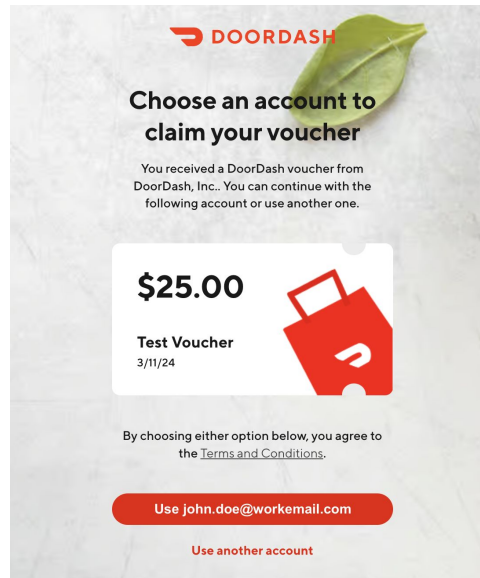 DOORDASH
Choose an account to
claim your voucher
You received a DoorDash voucher from
DoorDash, Inc.. You can continue with the
following account or use another one.
$25.00
Test Voucher
3/11/24
By choosing either option below, you agree to
the Terms and Conditions.
Use john.doe@workemail.com
Use another account